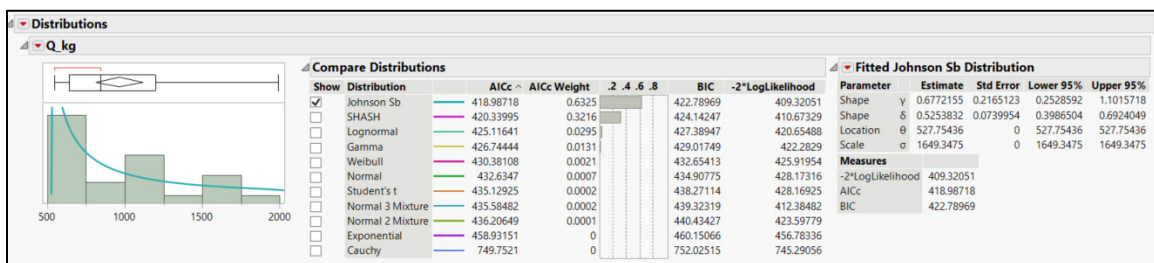 Distributions
Q_kg
500 1000 1500 2000
Compare Distributions
Show Distribution AICc ^ AICc Weight .2 .4 .6 .8 BIC -2*LogLikelihood
Johnson Sb 418.98718 0.6325 422.78969 409.32051
SHASH 420.33995 0.3216 424.14247 410.67329
Lognormal 425.11641 0.0295 427.38947 420.65488
Gamma 426.74444 0.0131 429.01749 422.2829
Weibull 430.38108 0.0021 432.65413 425.91954
Normal 432.6347 0.0007 434.90775 428.17316
Student's t 435.12925 0.0002 438.27114 428.16925
Normal 3 Mixture 435.58482 0.0002 439.32319 412.38482
Normal 2 Mixture 436.20649 0.0001 440.43427 423.59779
Exponential 458.93151 0 460.15066 456.78336
Cauchy 749.7521 0 752.02515 745.29056
Fitted Johnson Sb Distribution
Parameter Estimate Std Error Lower 95% Upper 95%
Shape γ 0.6772155 0.2165123 0.2528592 1.1015718
Shape δ 0.5253832 0.0739954 0.3986504 0.6924049
Location θ 527.75436 0 527.75436 527.75436
Scale σ 1649.3475 0 1649.3475 1649.3475
Measures
-2*LogLikelihood 409.32051
AICc 418.98718
BIC 422.78969